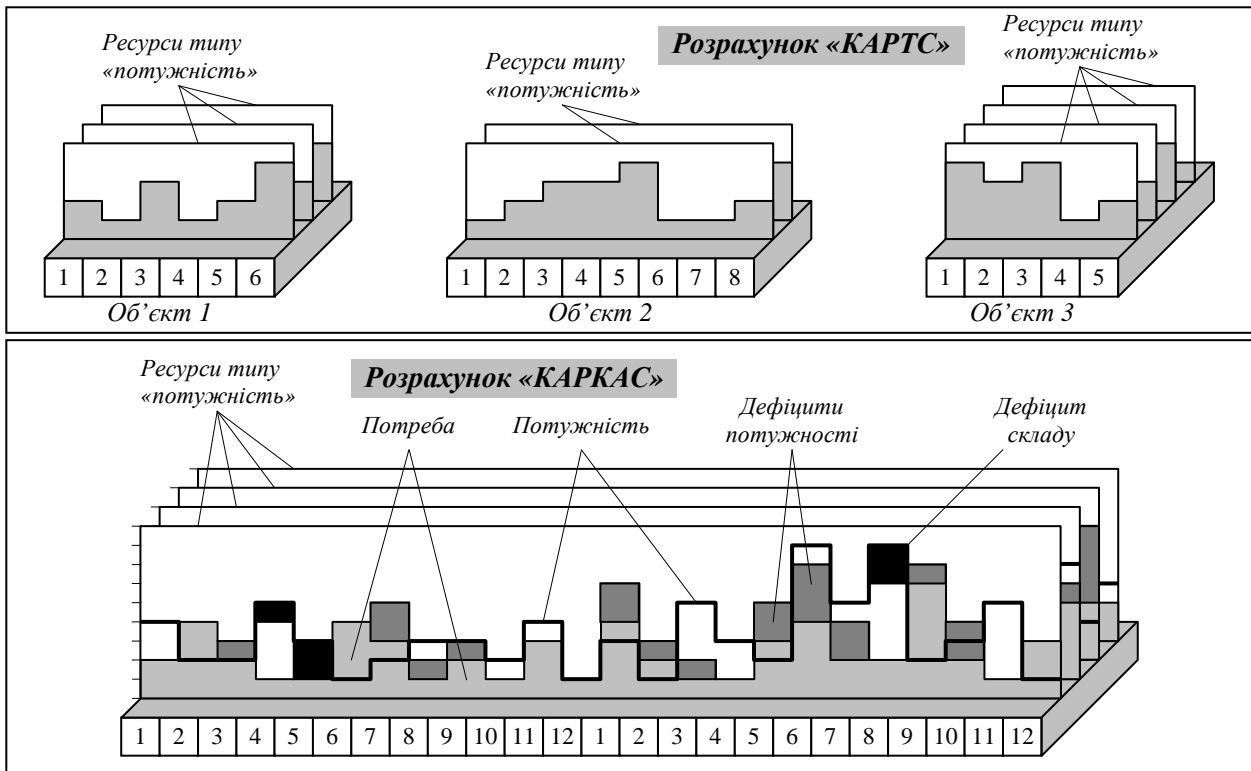 Розрахунок «КАРТС»
Ресурси типу
«потужність»
1 2 3 4 5 6
Об’єкт 1
Ресурси типу
«потужність»
1 2 3 4 5 6 7 8
Об’єкт 2
Ресурси типу
«потужність»
1 2 3 4 5
Об’єкт 3
Розрахунок «КАРКАС»
Ресурси типу
«потужність»
Потреба
Потужність
Дефіцити
потужності
Дефіцит
складу
1 2 3 4 5 6 7 8 9 10 11 12 1 2 3 4 5 6 7 8 9 10 11 12